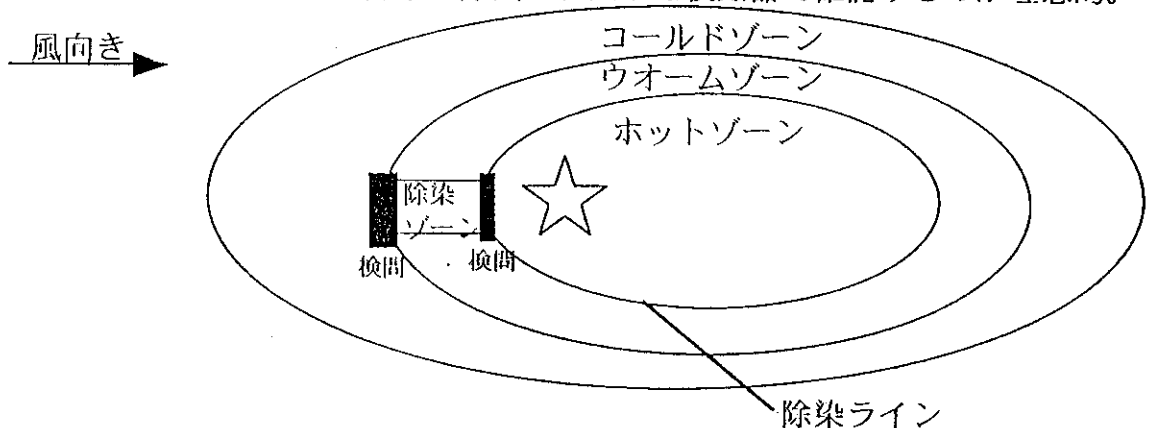 風向き
コールドゾーン
ウオームゾーン
ホットゾーン
除染
ゾーン
検問
検問
除染ライン